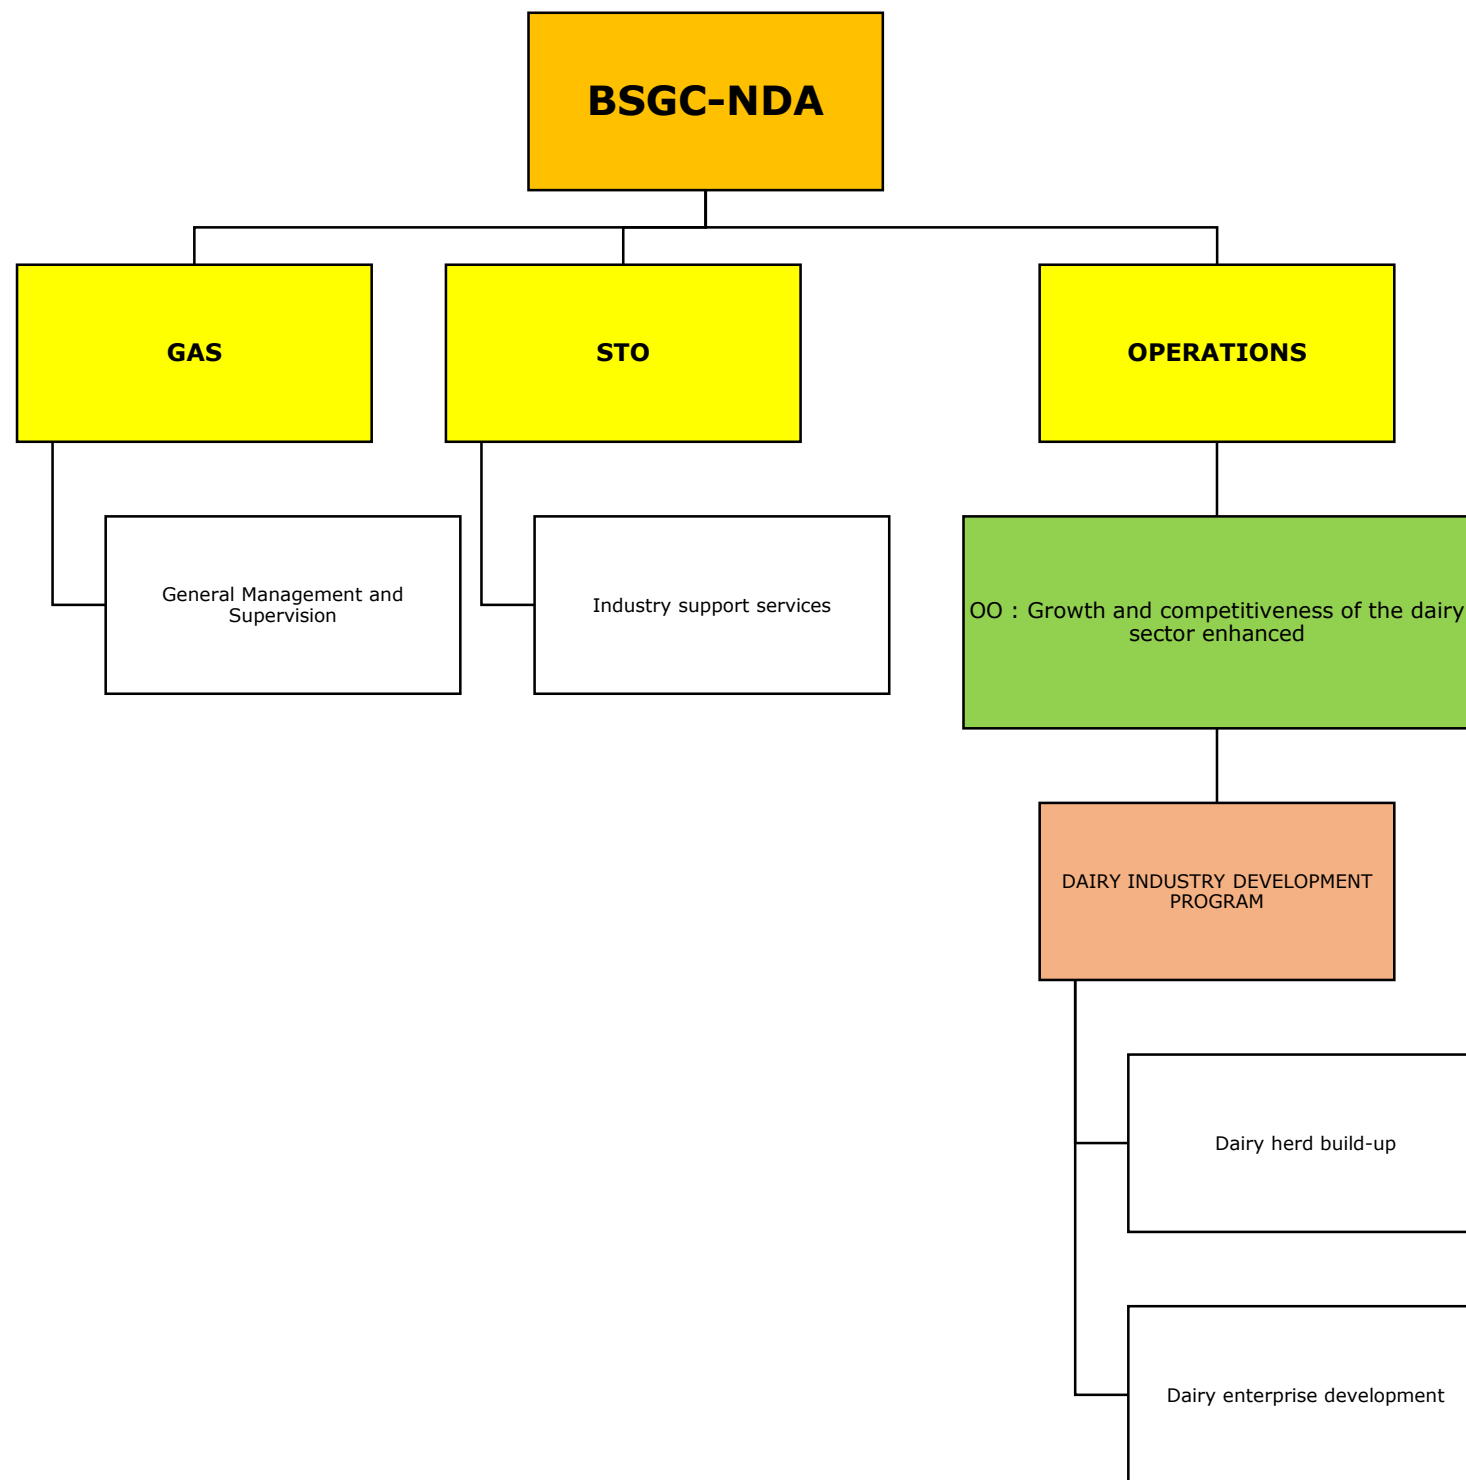 BSGC-NDA
GAS
STO
OPERATIONS
General Management and
Supervision
Industry support services
OO : Growth and competitiveness of the dairy
sector enhanced
DAIRY INDUSTRY DEVELOPMENT
PROGRAM
Dairy herd build-up
Dairy enterprise development